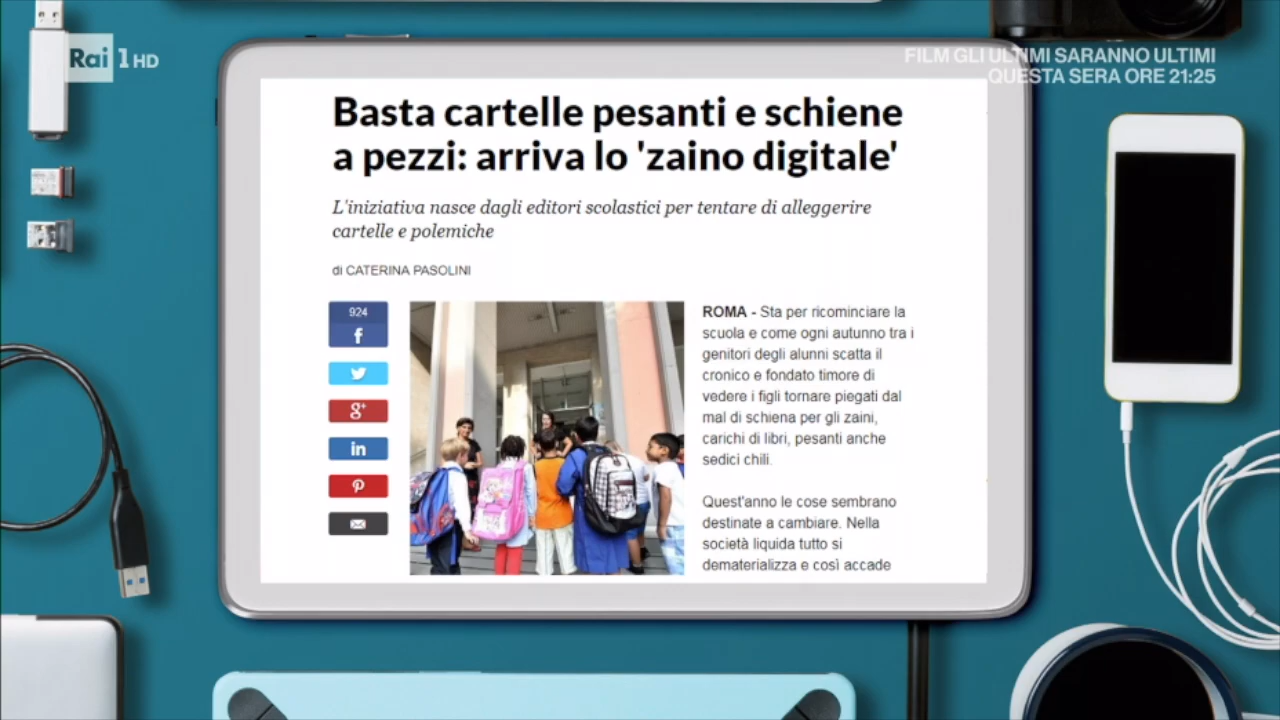 Rai 1 HD
FILM GLI ULTIMI SARANNO ULTIMI
QUESTA SERA ORE 21:25
Basta cartelle pesanti e schiene
a pezzi: arriva lo 'zaino digitale'
L'iniziativa nasce dagli editori scolastici per tentare di alleggerire
cartelle e polemiche
di CATERINA PASOLINI
924
f
g+
in
ROMA - Sta per ricominciare la
scuola e come ogni autunno tra i
genitori degli alunni scatta il
cronico e fondato timore di
vedere i figli tornare piegati dal
mal di schiena per gli zaini,
carichi di libri, pesanti anche
sedici chili.
Quest'anno le cose sembrano
destinate a cambiare. Nella
società liquida tutto si
dematerializza e così accade